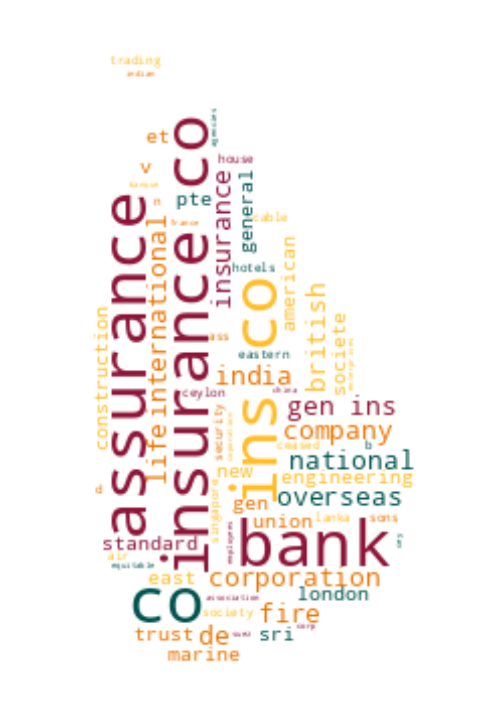 trading
indian
agencies
insurance co
et
house
v
insurance
general
banque
assurance
pte
n
international
france
cable
american
hotels
ins co
british
construction
societe
ass
eastern
india
china
ceylon
gen ins
security
company
ceased
b
life
national
new
engineering
d
singapore
overseas
gen
union
lanka
sons
employees
bank
standard
air
equitable
east
corporation
co
association
london
society
fire
trust
de
suez
sri
corp
marine